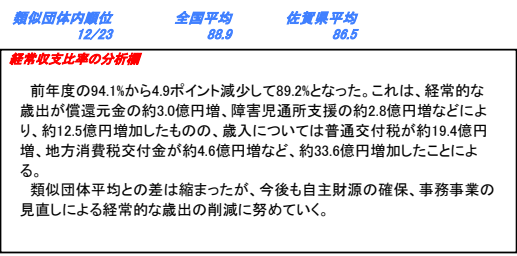 類似団体内順位 全国平均 佐賀県平均
12/23 88.9 86.5
経常収支比率の分析欄
前年度の94.1%から4.9ポイント減少して89.2%となった。これは、経常的な
歳出が償還元金の約3.0億円増、障害児通所支援の約2.8億円増などによ
り、約12.5億円増加したものの、歳入については普通交付税が約19.4億円
増、地方消費税交付金が約4.6億円増など、約33.6億円増加したことによ
る。
類似団体平均との差は縮まったが、今後も自主財源の確保、事務事業の
見直しによる経常的な歳出の削減に努めていく。